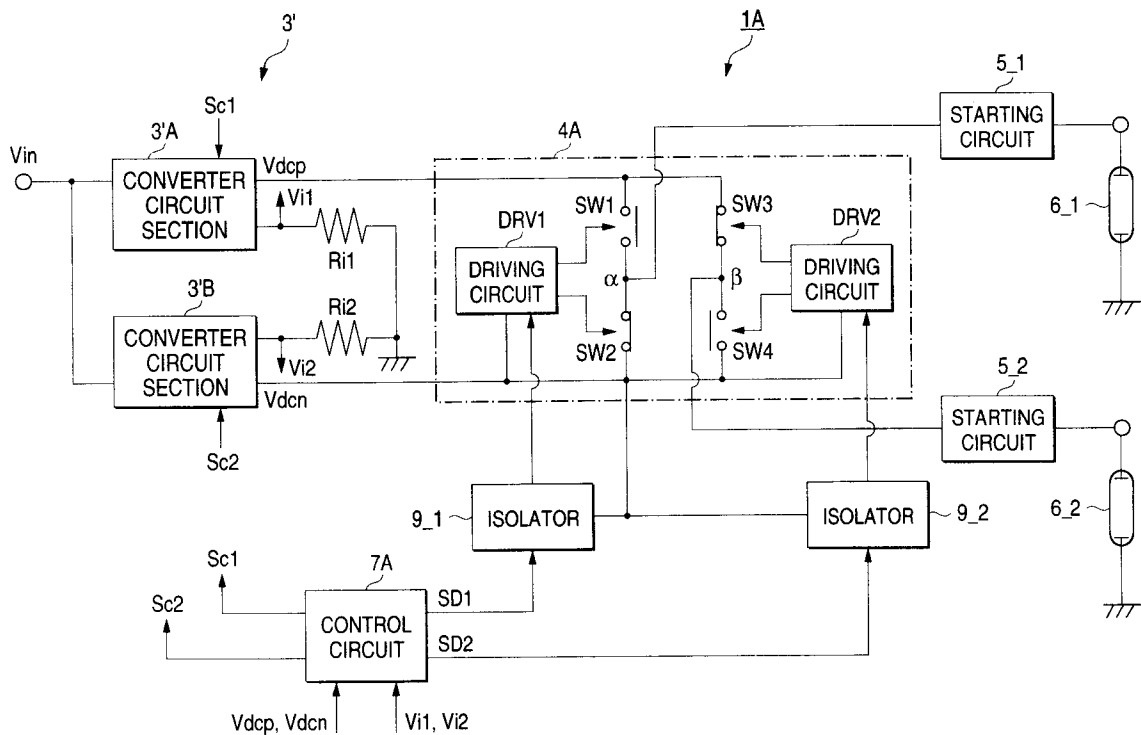 3'
1A
5_1
STARTING
CIRCUIT
Sc1
3'A
Vin
CONVERTER
CIRCUIT
SECTION
Vdcp
Vi1
Ri1
4A
SW1
SW3
DRV1
DRV2
DRIVING
CIRCUIT
DRIVING
CIRCUIT
α
β
SW2
SW4
6_1
3'B
Ri2
CONVERTER
CIRCUIT
SECTION
Vi2
Vdcn
Sc2
5_2
STARTING
CIRCUIT
9_1
ISOLATOR
ISOLATOR
9_2
6_2
Sc1
Sc2
7A
CONTROL
CIRCUIT
SD1
SD2
Vdcp, Vdcn
Vi1, Vi2